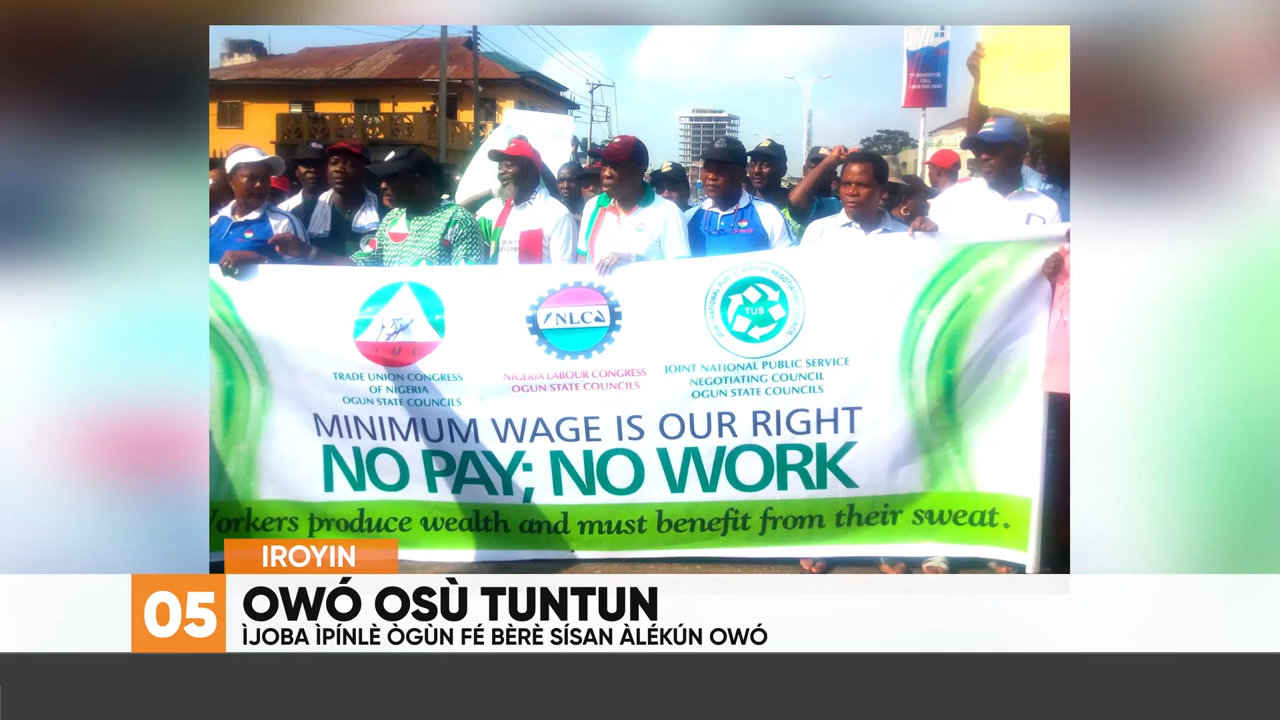 TRADE UNION CONGRESS
OF NIGERIA
OGUN STATE COUNCILS
TUC
NLC
NIGERIA LABOUR CONGRESS
OGUN STATE COUNCILS
TUS
JOINT NATIONAL PUBLIC SERVICE
NEGOTIATING COUNCIL
OGUN STATE COUNCILS
MINIMUM WAGE IS OUR RIGHT
NO PAY; NO WORK
Workers produce wealth and must benefit from their sweat.
IROYIN
05
OWÓ OSÙ TUNTUN
ÌJOBA ÌPÍNLÈ ÒGÙN FÉ BÈRÈ SÍSAN ÀLÉKÚN OWÓ